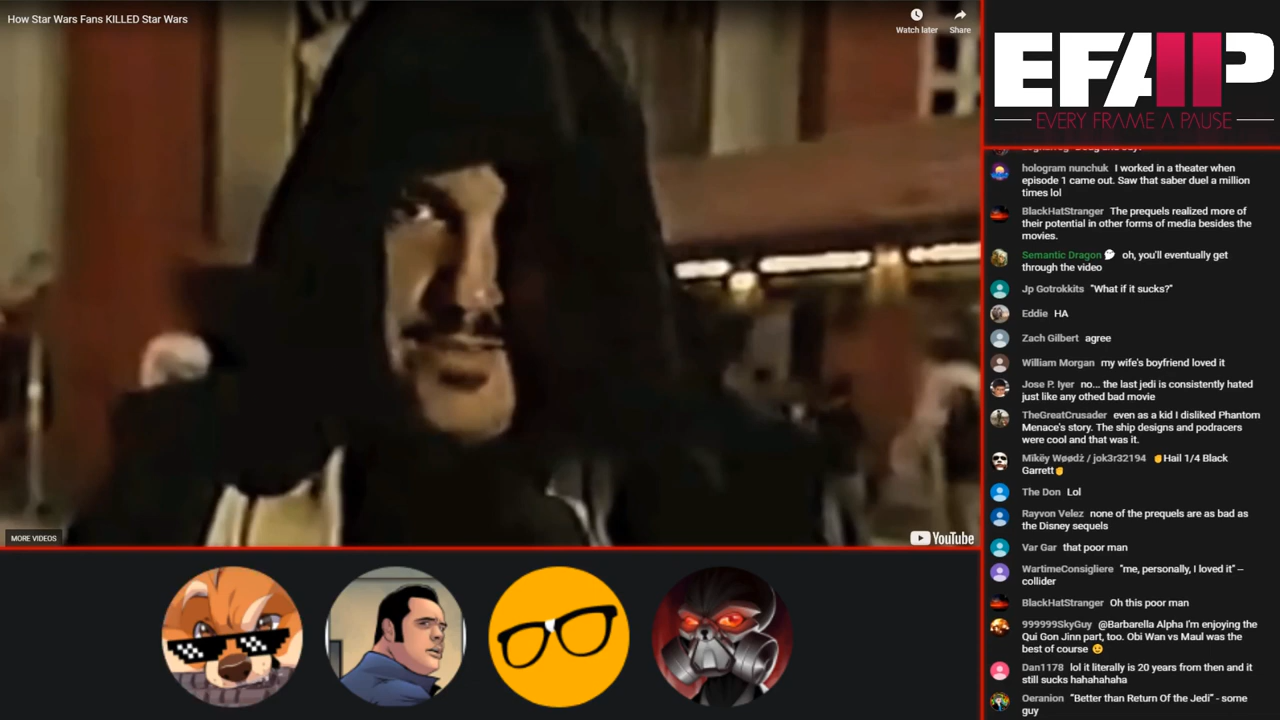 How Star Wars Fans KILLED Star Wars
Watch later
Share
MORE VIDEOS
YouTube
EFAP
EVERY FRAME A PAUSE
hologram nunchuk I worked in a theater when
episode 1 came out. Saw that saber duel a million
times lol
BlackHatStranger The prequels realized more of
their potential in other forms of media besides the
movies.
Semantic Dragon oh, you'll eventually get
through the video
Jp Gotrokkits "What if it sucks?"
Eddie HA
Zach Gilbert agree
William Morgan my wife's boyfriend loved it
Jose P. Iyer no... the last jedi is consistently hated
just like any othed bad movie
TheGreatCrusader even as a kid I disliked Phantom
Menace's story. The ship designs and podracers
were cool and that was it.
Mïkëy Wøødż / jok3r32194 ✊Hail 1/4 Black
Garrett✊
The Don Lol
Rayvon Velez none of the prequels are as bad as
the Disney sequels
Var Gar that poor man
WartimeConsigliere "me, personally, I loved it" –
collider
BlackHatStranger Oh this poor man
999999SkyGuy @Barbarella Alpha I'm enjoying the
Qui Gon Jinn part, too. Obi Wan vs Maul was the
best of course 😉
Dan1178 lol it literally is 20 years from then and it
still sucks hahahahaha
Oeranion "Better than Return Of the Jedi" - some
guy